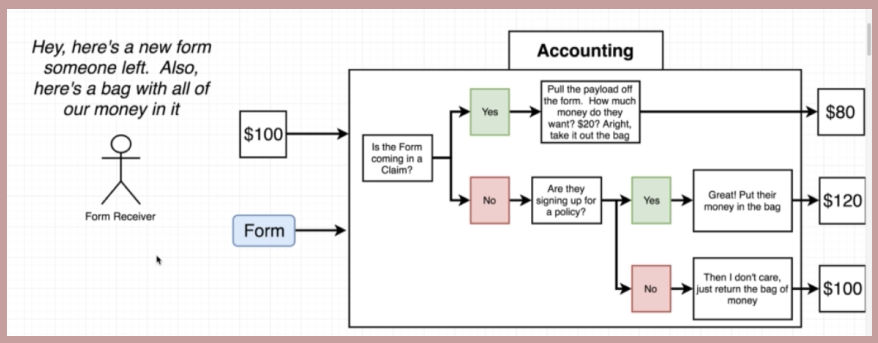 Hey, here's a new form
someone left. Also,
here's a bag with all of
our money in it
Form Receiver
$100
Form
Accounting
Is the Form
coming in a
Claim?
Yes
Pull the payload off
the form. How much
money do they
want? $20? Aright,
take it out the bag
$80
No
Are they
signing up for
a policy?
Yes
Great! Put their
money in the bag
$120
No
Then I don't care,
just return the bag of
money
$100